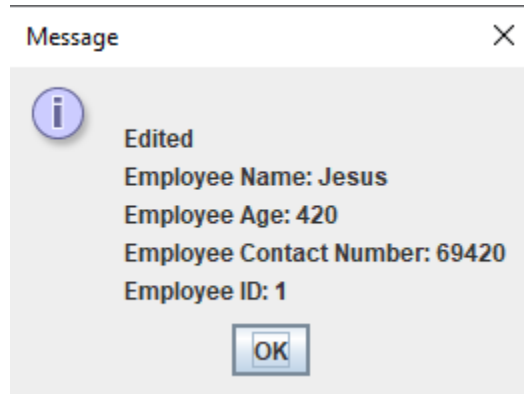 Message
Edited
Employee Name: Jesus
Employee Age: 420
Employee Contact Number: 69420
Employee ID: 1
OK